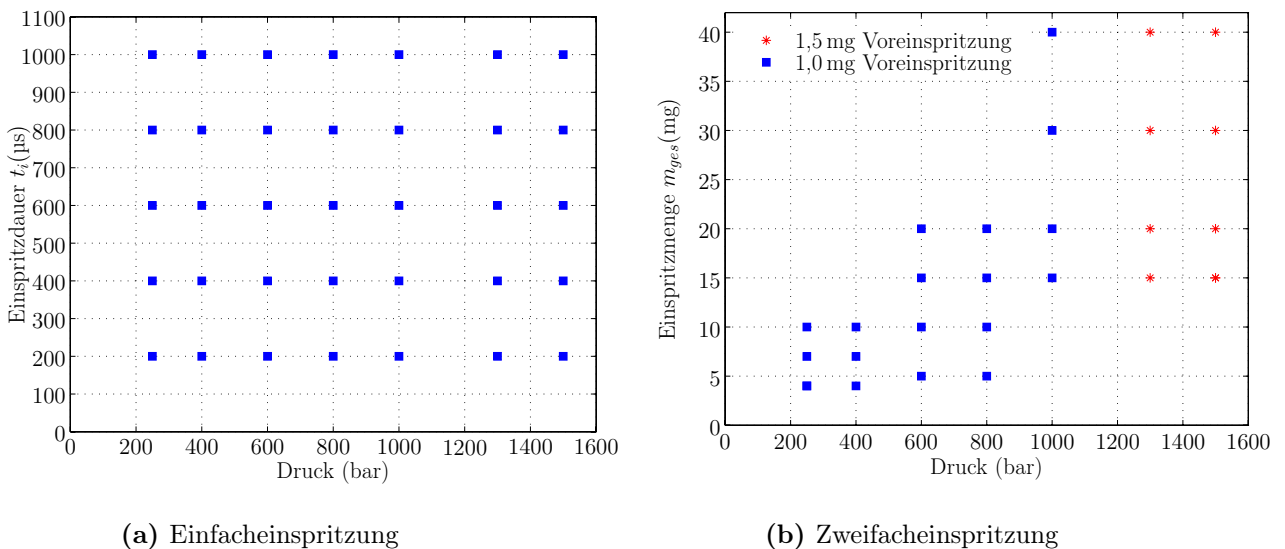 1100
1000
900
800
700
600
500
400
300
200
100
0
Einspritzdauer t_i(µs)
0 200 400 600 800 1000 1200 1400 1600
Druck (bar)
(a) Einfacheinspritzung
40
35
30
25
20
15
10
5
0
Einspritzmenge m_ges(mg)
1,5 mg Voreinspritzung
1,0 mg Voreinspritzung
0 200 400 600 800 1000 1200 1400 1600
Druck (bar)
(b) Zweifacheinspritzung